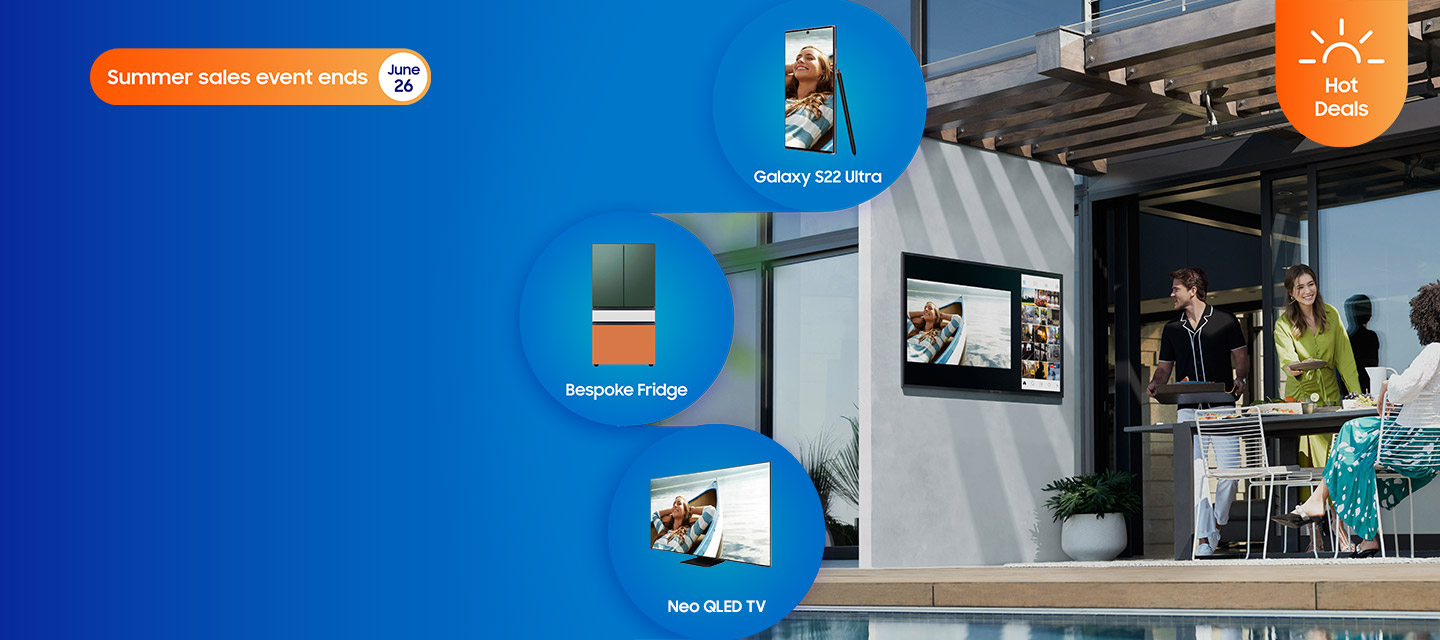 Summer sales event ends
June
26
Galaxy S22 Ultra
Hot
Deals
Bespoke Fridge
Neo QLED TV